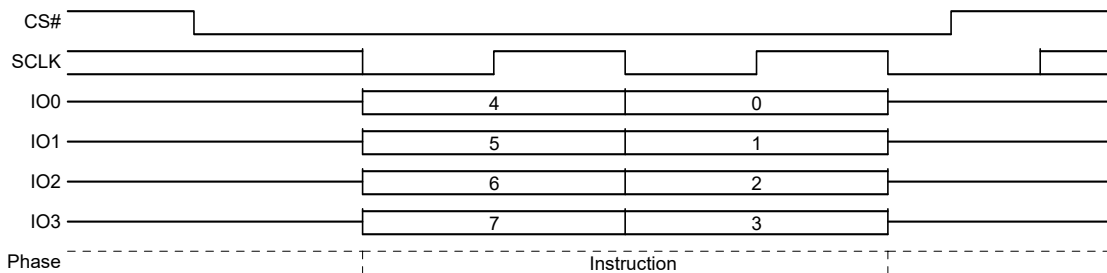 CS#
SCLK
IO0 4 0
IO1 5 1
IO2 6 2
IO3 7 3
Phase Instruction